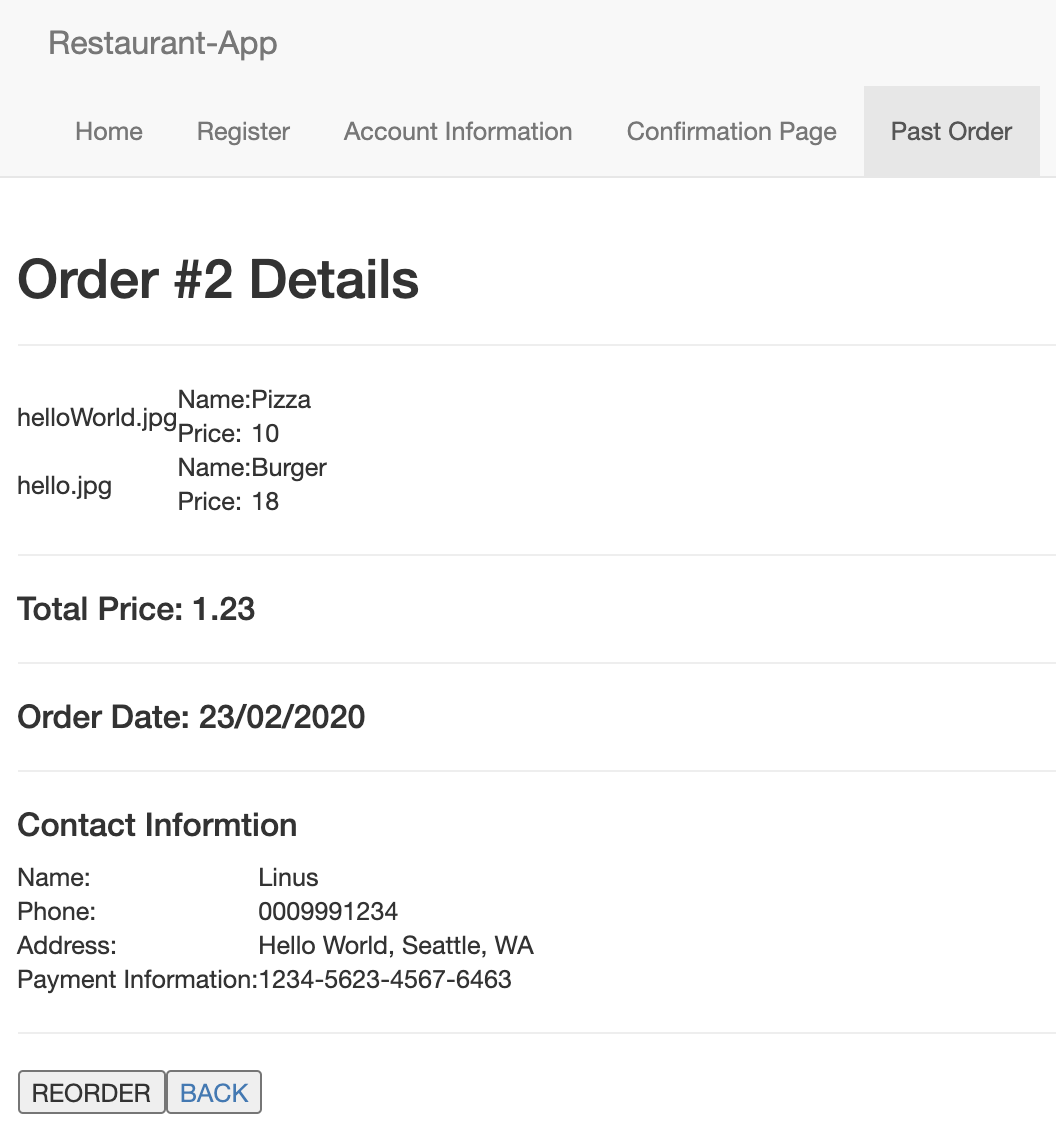 Restaurant-App
Home Register Account Information Confirmation Page Past Order
Order #2 Details
helloWorld.jpg
Name:Pizza
Price: 10
hello.jpg
Name:Burger
Price: 18
Total Price: 1.23
Order Date: 23/02/2020
Contact Informtion
Name: Linus
Phone: 0009991234
Address: Hello World, Seattle, WA
Payment Information:1234-5623-4567-6463
REORDER BACK